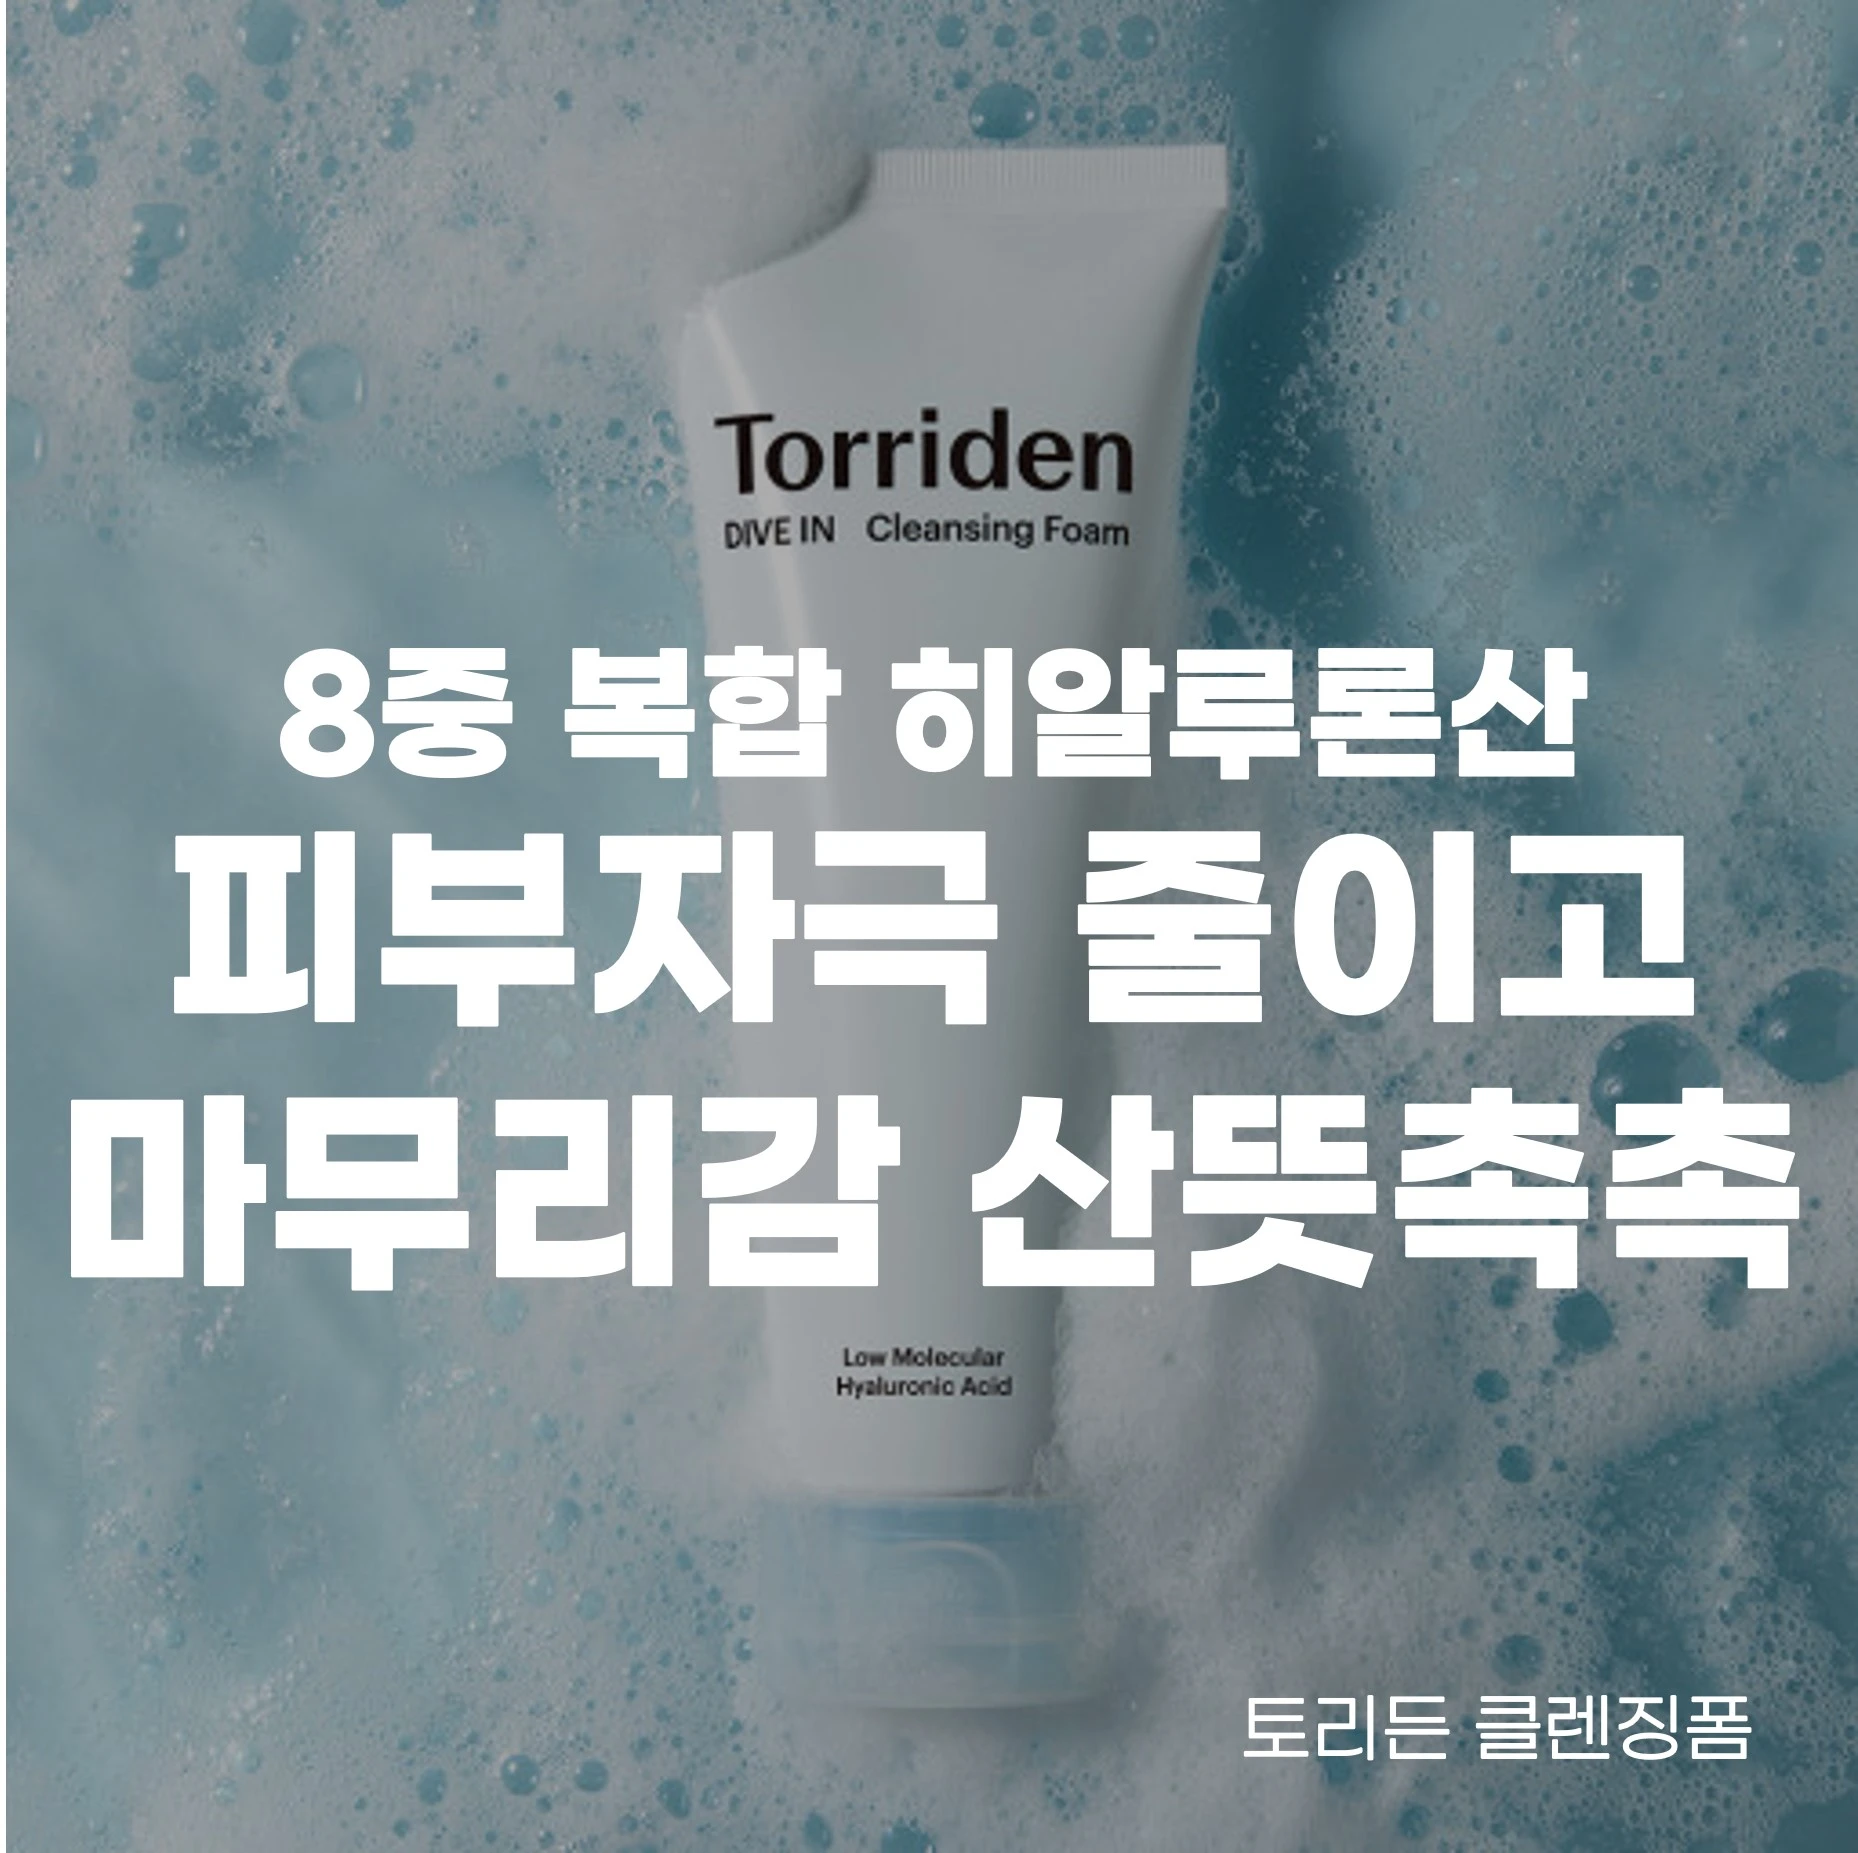 Torriden
DIVE IN Cleansing Foam
8중 복합 히알루론산
피부자극 줄이고
마무리감 산뜻촉촉
Low Molecular
Hyaluronic Acid
토리든 클렌징폼